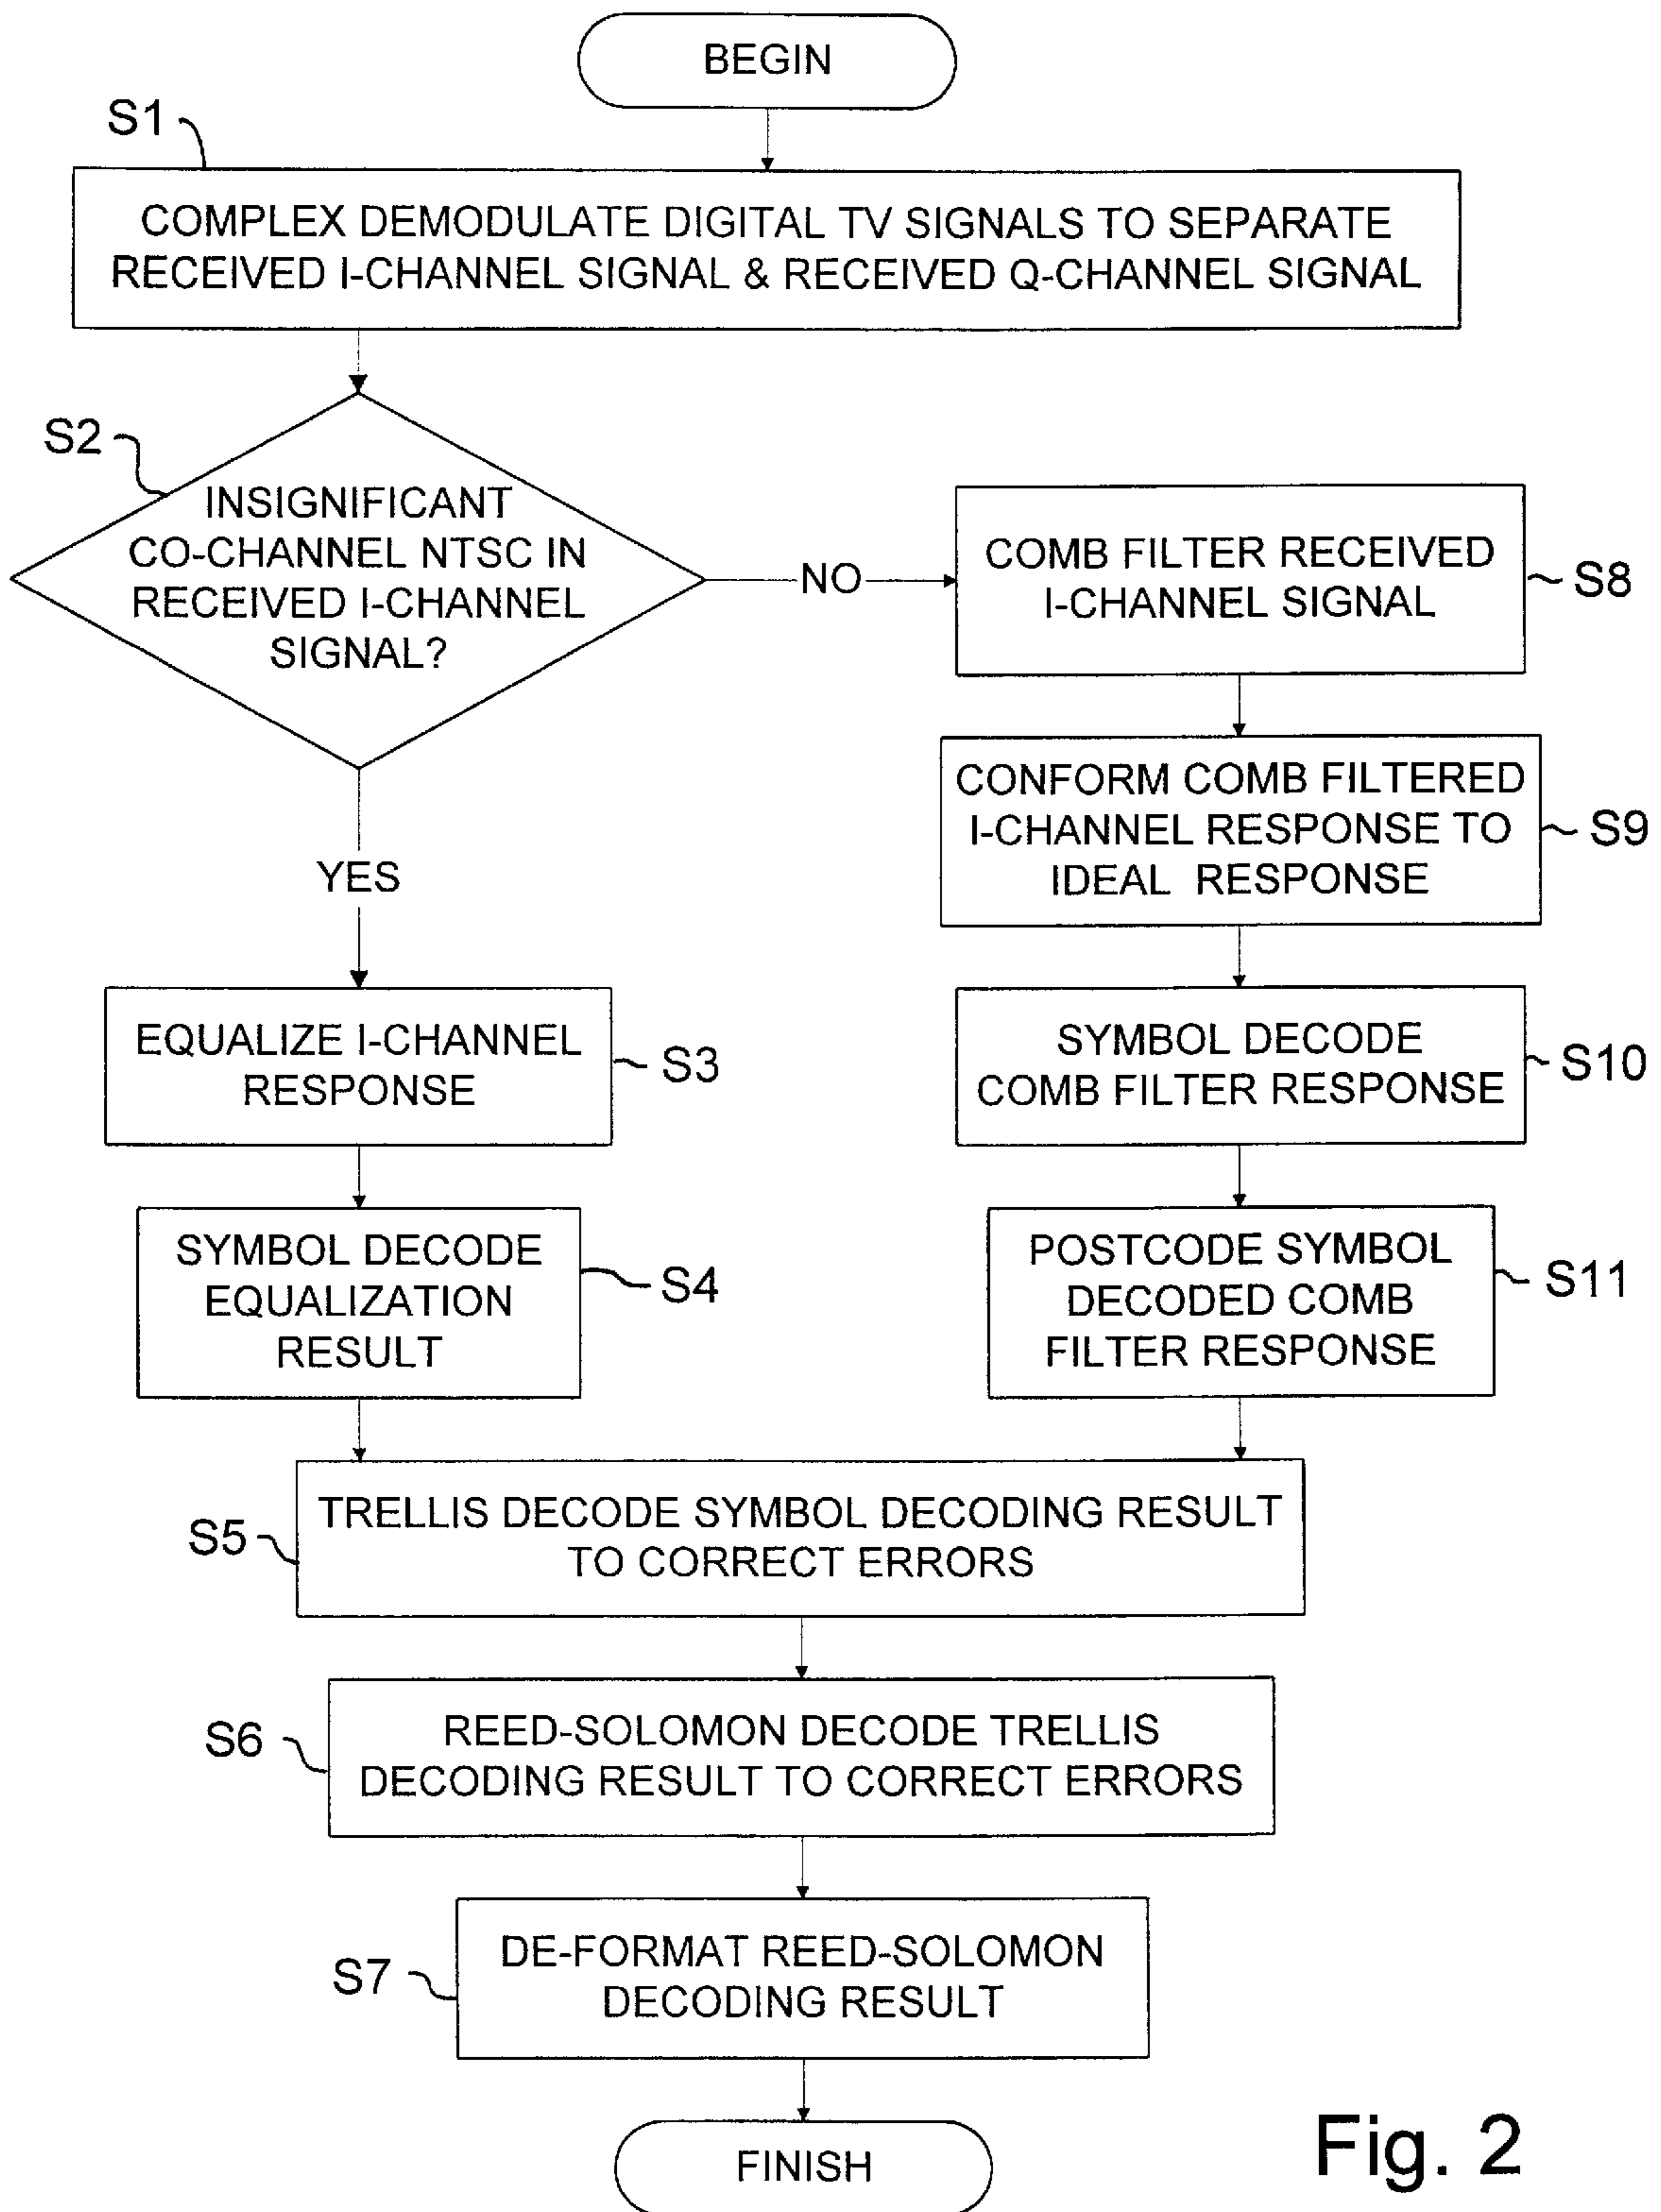 BEGIN
S1
COMPLEX DEMODULATE DIGITAL TV SIGNALS TO SEPARATE
RECEIVED I-CHANNEL SIGNAL & RECEIVED Q-CHANNEL SIGNAL
S2
INSIGNIFICANT
CO-CHANNEL NTSC IN
RECEIVED I-CHANNEL
SIGNAL?
NO
COMB FILTER RECEIVED
I-CHANNEL SIGNAL
S8
CONFORM COMB FILTERED
I-CHANNEL RESPONSE TO
IDEAL RESPONSE
S9
YES
EQUALIZE I-CHANNEL
RESPONSE
S3
SYMBOL DECODE
COMB FILTER RESPONSE
S10
SYMBOL DECODE
EQUALIZATION
RESULT
S4
POSTCODE SYMBOL
DECODED COMB
FILTER RESPONSE
S11
S5
TRELLIS DECODE SYMBOL DECODING RESULT
TO CORRECT ERRORS
S6
REED-SOLOMON DECODE TRELLIS
DECODING RESULT TO CORRECT ERRORS
S7
DE-FORMAT REED-SOLOMON
DECODING RESULT
FINISH
Fig. 2